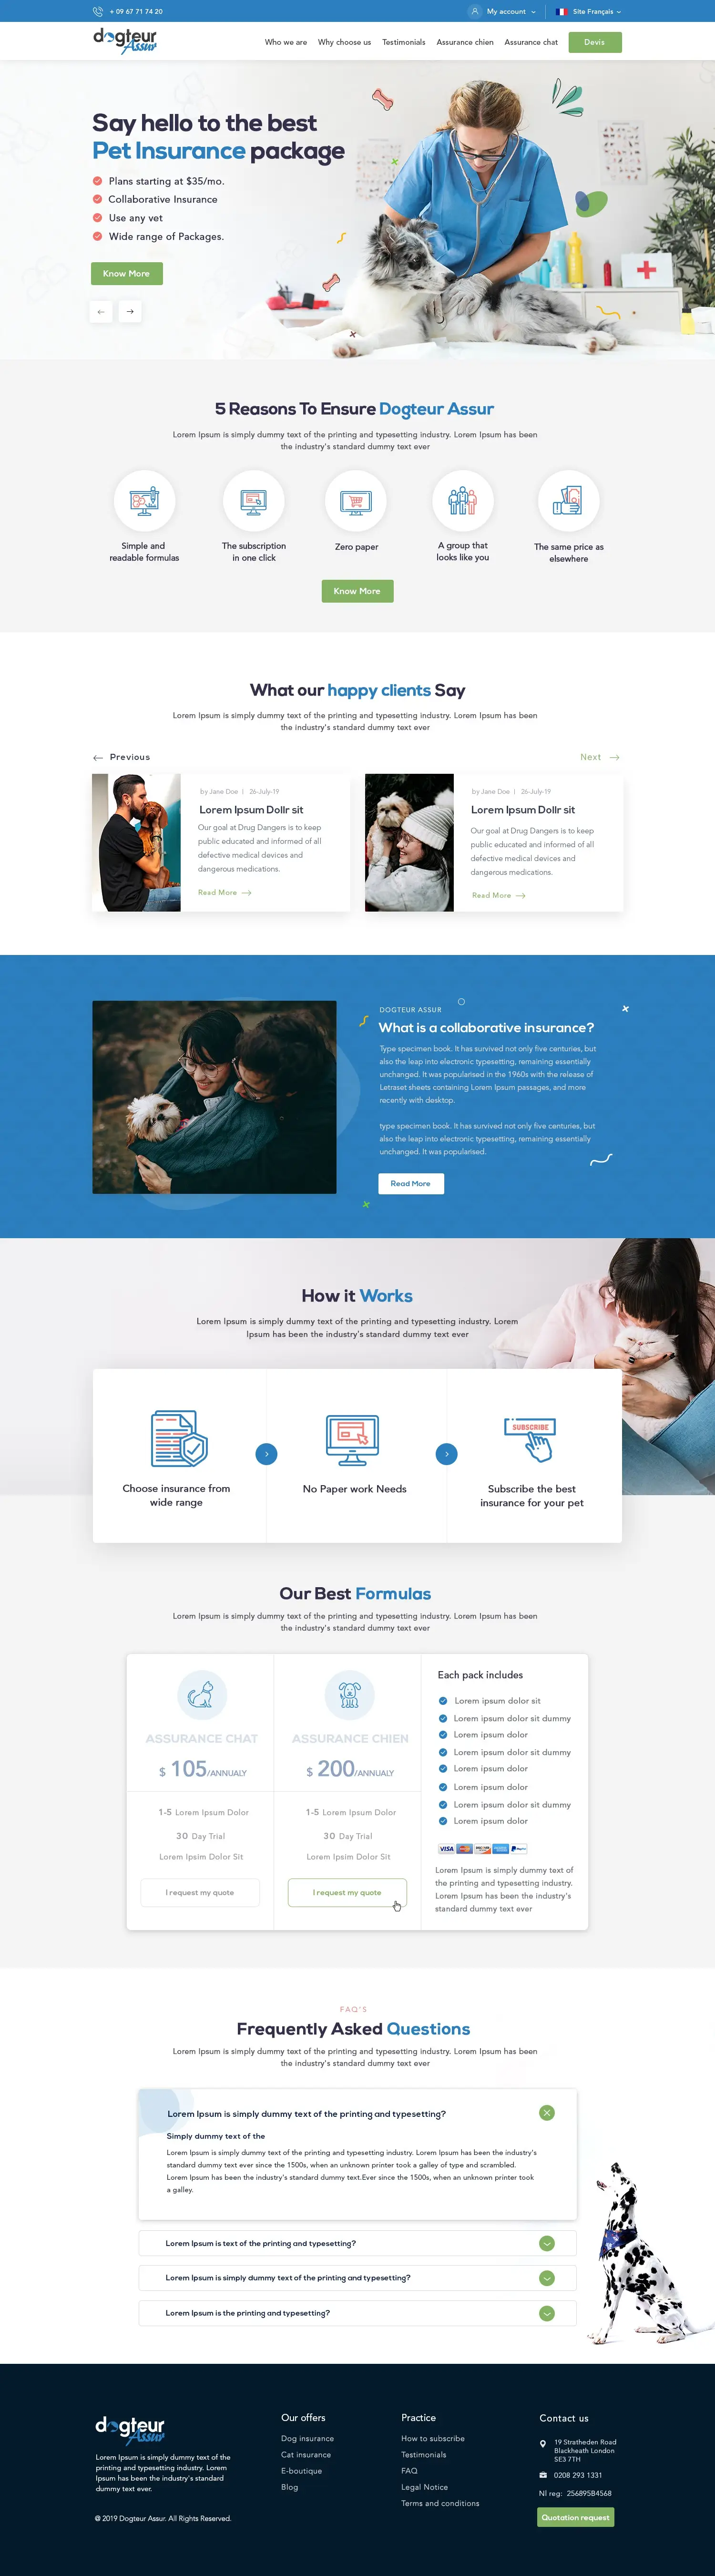 + 09 67 71 74 20
My account
Site Français
dogteur
Assur
Who we are
Why choose us
Testimonials
Assurance chien
Assurance chat
Devis
Say hello to the best
Pet Insurance package
Plans starting at $35/mo.
Collaborative Insurance
Use any vet
Wide range of Packages.
Know More
5 Reasons To Ensure Dogteur Assur
Lorem Ipsum is simply dummy text of the printing and typesetting industry. Lorem Ipsum has been
the industry's standard dummy text ever
Simple and
readable formulas
The subscription
in one click
Zero paper
A group that
looks like you
The same price as
elsewhere
Know More
What our happy clients Say
Lorem Ipsum is simply dummy text of the printing and typesetting industry. Lorem Ipsum has been
the industry's standard dummy text ever
Previous
Next
by Jane Doe | 26-July-19
Lorem Ipsum Dollr sit
Our goal at Drug Dangers is to keep
public educated and informed of all
defective medical devices and
dangerous medications.
Read More
by Jane Doe | 26-July-19
Lorem Ipsum Dollr sit
Our goal at Drug Dangers is to keep
public educated and informed of all
defective medical devices and
dangerous medications.
Read More
DOGTEUR ASSUR
What is a collaborative insurance?
Type specimen book. It has survived not only five centuries, but
also the leap into electronic typesetting, remaining essentially
unchanged. It was popularised in the 1960s with the release of
Letraset sheets containing Lorem Ipsum passages, and more
recently with desktop.
type specimen book. It has survived not only five centuries, but
also the leap into electronic typesetting, remaining essentially
unchanged. It was popularised.
Read More
How it Works
Lorem Ipsum is simply dummy text of the printing and typesetting industry. Lorem
Ipsum has been the industry's standard dummy text ever
Choose insurance from
wide range
No Paper work Needs
SUBSCRIBE
Subscribe the best
insurance for your pet
Our Best Formulas
Lorem Ipsum is simply dummy text of the printing and typesetting industry. Lorem Ipsum has been
the industry's standard dummy text ever
ASSURANCE CHAT
$ 105/ANNUALY
1-5 Lorem Ipsum Dolor
30 Day Trial
Lorem Ipsim Dolor Sit
I request my quote
ASSURANCE CHIEN
$ 200/ANNUALY
1-5 Lorem Ipsum Dolor
30 Day Trial
Lorem Ipsim Dolor Sit
I request my quote
Each pack includes
Lorem ipsum dolor sit
Lorem ipsum dolor sit dummy
Lorem ipsum dolor
Lorem ipsum dolor sit dummy
Lorem ipsum dolor
Lorem ipsum dolor
Lorem ipsum dolor sit dummy
Lorem ipsum dolor
VISA
PayPal
Lorem Ipsum is simply dummy text of
the printing and typesetting industry.
Lorem Ipsum has been the industry's
standard dummy text ever
FAQ'S
Frequently Asked Questions
Lorem Ipsum is simply dummy text of the printing and typesetting industry. Lorem Ipsum has been
the industry's standard dummy text ever
Lorem Ipsum is simply dummy text of the printing and typesetting?
Simply dummy text of the
Lorem Ipsum is simply dummy text of the printing and typesetting industry. Lorem Ipsum has been the industry's
standard dummy text ever since the 1500s, when an unknown printer took a galley of type and scrambled.
Lorem Ipsum has been the industry's standard dummy text.Ever since the 1500s, when an unknown printer took
a galley.
Lorem Ipsum is text of the printing and typesetting?
Lorem Ipsum is simply dummy text of the printing and typesetting?
Lorem Ipsum is the printing and typesetting?
dogteur
Assur
Lorem Ipsum is simply dummy text of the
printing and typesetting industry. Lorem
Ipsum has been the industry's standard
dummy text ever.
@ 2019 Dogteur Assur. All Rights Reserved.
Our offers
Dog insurance
Cat insurance
E-boutique
Blog
Practice
How to subscribe
Testimonials
FAQ
Legal Notice
Terms and conditions
Contact us
19 Stratheden Road
Blackheath London
SE3 7TH
0208 293 1331
NI reg: 256895B4568
Quotation request